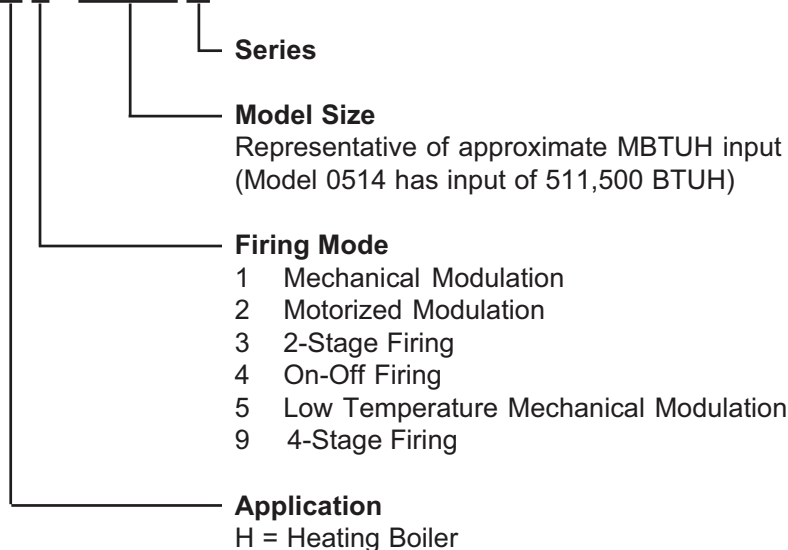 Series
Model Size
Representative of approximate MBTUH input
(Model 0514 has input of 511,500 BTUH)
Firing Mode
1 Mechanical Modulation
2 Motorized Modulation
3 2-Stage Firing
4 On-Off Firing
5 Low Temperature Mechanical Modulation
9 4-Stage Firing
Application
H = Heating Boiler